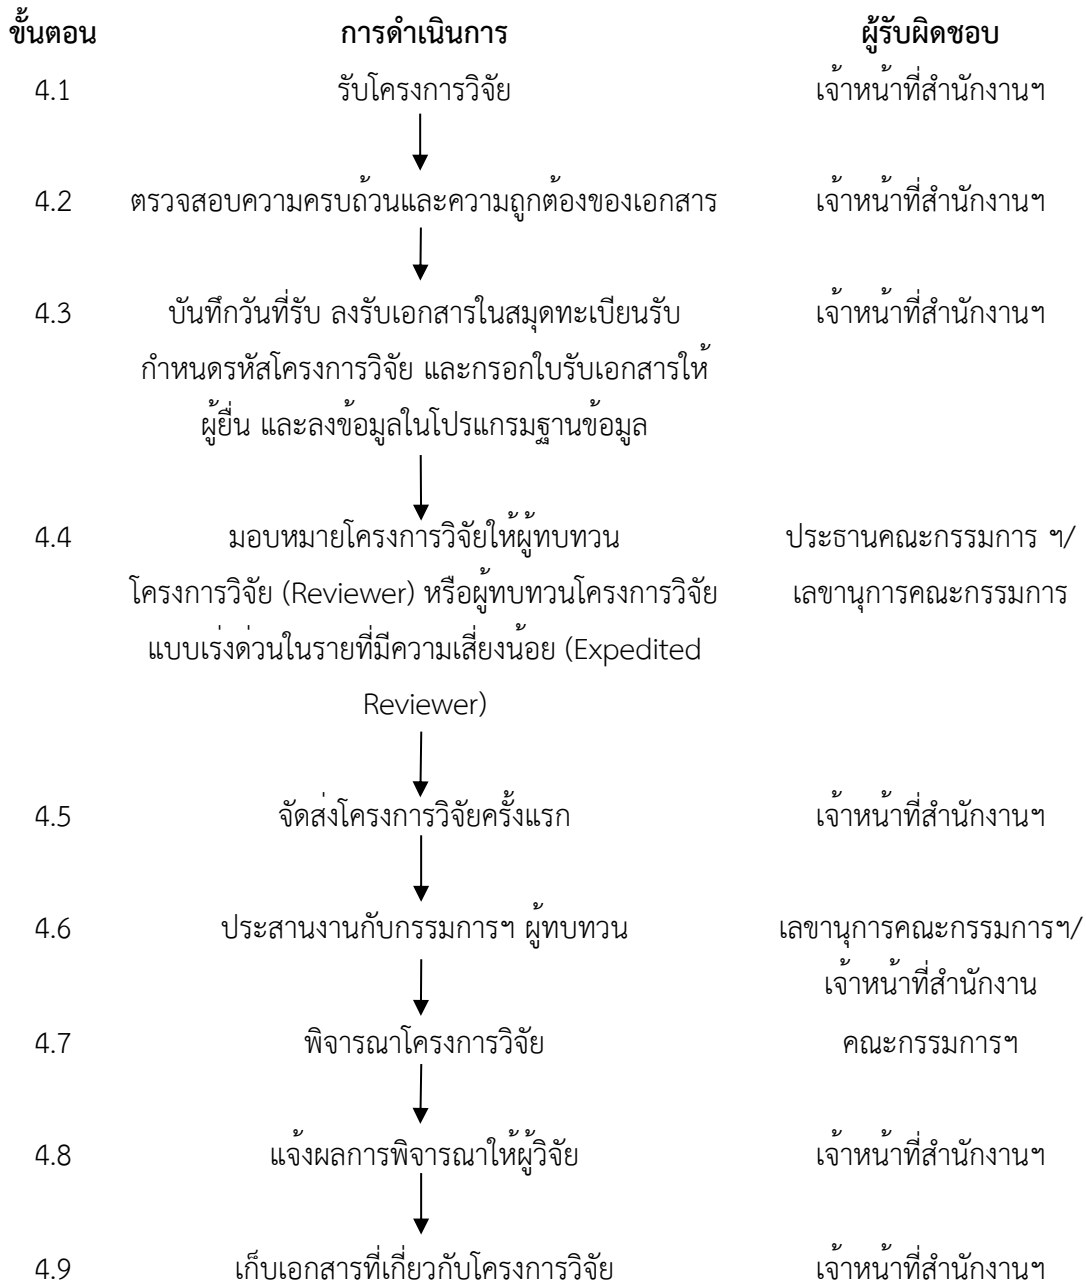 ขั้นตอน การดำเนินการ ผู้รับผิดชอบ
4.1 รับโครงการวิจัย เจ้าหน้าที่สำนักงานฯ
4.2 ตรวจสอบความครบถ้วนและความถูกต้องของเอกสาร เจ้าหน้าที่สำนักงานฯ
4.3 บันทึกวันที่รับ ลงรับเอกสารในสมุดทะเบียนรับ เจ้าหน้าที่สำนักงานฯ
กำหนดรหัสโครงการวิจัย และกรอกใบรับเอกสารให้
ผู้ยื่น และลงข้อมูลในโปรแกรมฐานข้อมูล
4.4 มอบหมายโครงการวิจัยให้ผู้ทบทวน ประธานคณะกรรมการ ฯ/
โครงการวิจัย (Reviewer) หรือผู้ทบทวนโครงการวิจัย เลขานุการคณะกรรมการ
แบบเร่งด่วนในรายที่มีความเสี่ยงน้อย (Expedited
Reviewer)
4.5 จัดส่งโครงการวิจัยครั้งแรก เจ้าหน้าที่สำนักงานฯ
4.6 ประสานงานกับกรรมการฯ ผู้ทบทวน เลขานุการคณะกรรมการฯ/
เจ้าหน้าที่สำนักงาน
4.7 พิจารณาโครงการวิจัย คณะกรรมการฯ
4.8 แจ้งผลการพิจารณาให้ผู้วิจัย เจ้าหน้าที่สำนักงานฯ
4.9 เก็บเอกสารที่เกี่ยวกับโครงการวิจัย เจ้าหน้าที่สำนักงานฯ